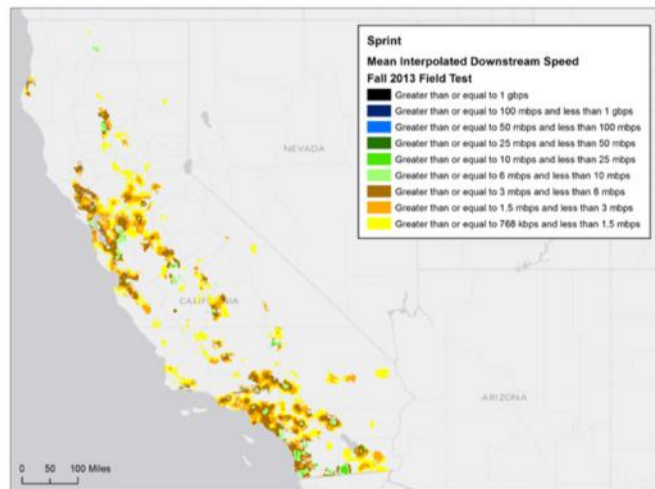 Sprint
Mean Interpolated Downstream Speed
Fall 2013 Field Test
Greater than or equal to 1 gbps
Greater than or equal to 100 mbps and less than 1 gbps
Greater than or equal to 50 mbps and less than 100 mbps
Greater than or equal to 25 mbps and less than 50 mbps
Greater than or equal to 10 mbps and less than 25 mbps
Greater than or equal to 6 mbps and less than 10 mbps
Greater than or equal to 3 mbps and less than 6 mbps
Greater than or equal to 1.5 mbps and less than 3 mbps
Greater than or equal to 768 kbps and less than 1.5 mbps
NEVADA
CALIFORNIA
ARIZONA
0 50 100 Miles